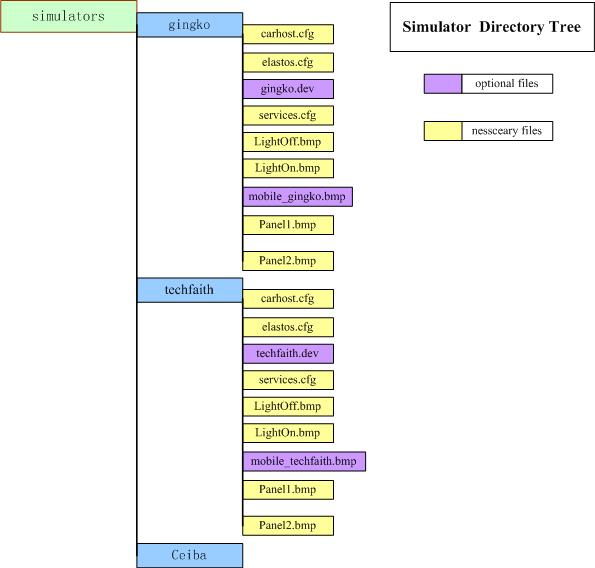 simulators
gingko
carhost.cfg
elastos.cfg
gingko.dev
services.cfg
LightOff.bmp
LightOn.bmp
mobile_gingko.bmp
Panel1.bmp
Panel2.bmp
techfaith
carhost.cfg
elastos.cfg
techfaith.dev
services.cfg
LightOff.bmp
LightOn.bmp
mobile_techfaith.bmp
Panel1.bmp
Panel2.bmp
Ceiba
Simulator Directory Tree
optional files
nessceary files